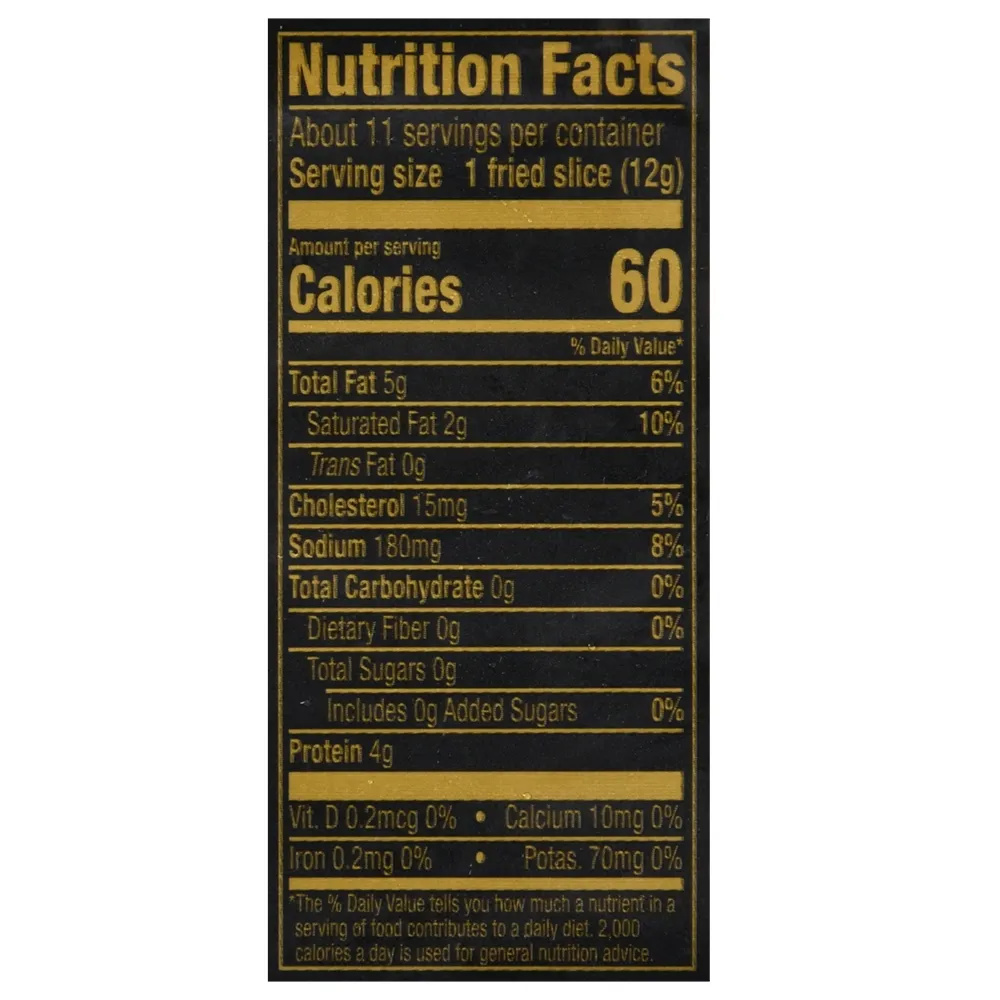 Nutrition Facts
About 11 servings per container
Serving size 1 fried slice (12g)
Amount per serving
Calories 60
% Daily Value*
Total Fat 5g 6%
Saturated Fat 2g 10%
Trans Fat 0g
Cholesterol 15mg 5%
Sodium 180mg 8%
Total Carbohydrate 0g 0%
Dietary Fiber 0g 0%
Total Sugars 0g
Includes 0g Added Sugars 0%
Protein 4g
Vit. D 0.2mcg 0% • Calcium 10mg 0%
Iron 0.2mg 0% • Potas. 70mg 0%
*The % Daily Value tells you how much a nutrient in a
serving of food contributes to a daily diet. 2,000
calories a day is used for general nutrition advice.